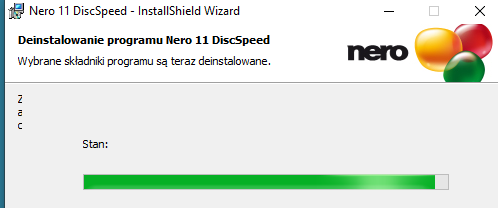 Nero 11 DiscSpeed - InstallShield Wizard
Deinstalowanie programu Nero 11 DiscSpeed
Wybrane składniki programu są teraz deinstalowane.
nero
Z
a
c
Stan: